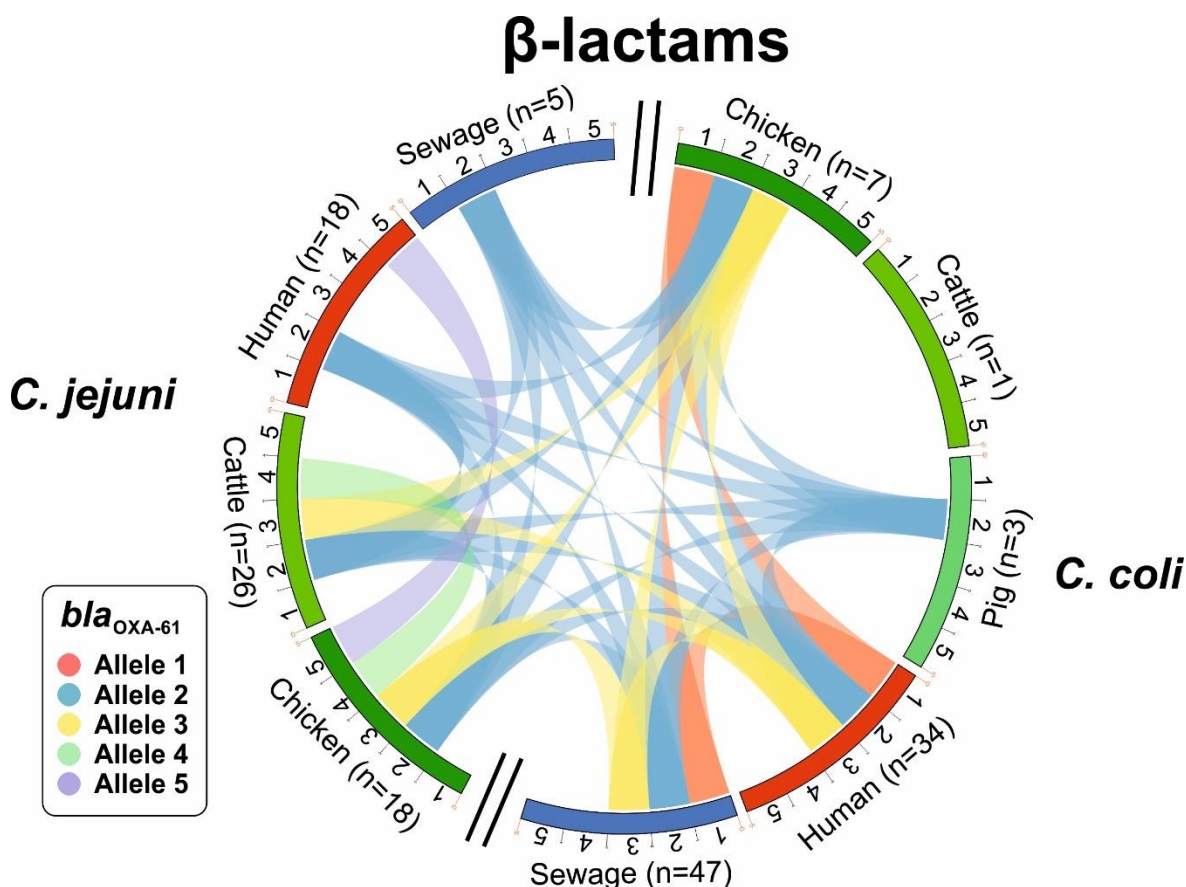 β-lactams
Sewage (n=5)
1 2 3 4 5
Chicken (n=7)
1 2 3 4 5
Cattle (n=1)
1 2 3 4 5
Pig (n=3)
1 2 3 4 5
Human (n=34)
1 2 3 4 5
Sewage (n=47)
5 4 3 2 1
Chicken (n=18)
5 4 3 2 1
Cattle (n=26)
5 4 3 2 1
Human (n=18)
1 2 3 4 5
C. jejuni
C. coli
blaOXA-61
Allele 1
Allele 2
Allele 3
Allele 4
Allele 5